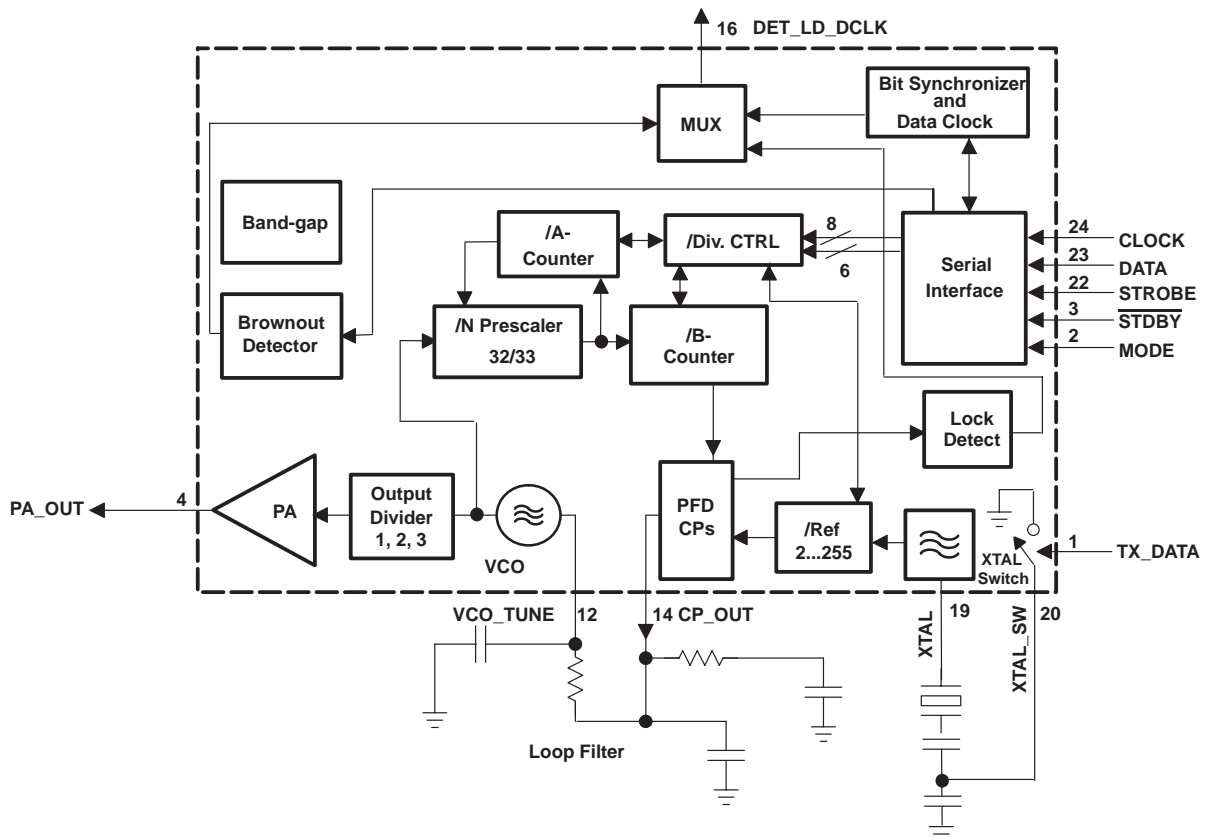 16 DET_LD_DCLK
Bit Synchronizer
and
Data Clock
MUX
Band-gap
/A-
Counter
/Div. CTRL
8
6
Serial
Interface
24
CLOCK
23
DATA
22
STROBE
3
STDBY
2
MODE
Brownout
Detector
/N Prescaler
32/33
/B-
Counter
Lock
Detect
PA_OUT
4
PA
Output
Divider
1, 2, 3
VCO
PFD
CPs
/Ref
2...255
XTAL
Switch
1
TX_DATA
VCO_TUNE
12
14 CP_OUT
XTAL
19
XTAL_SW
20
Loop Filter